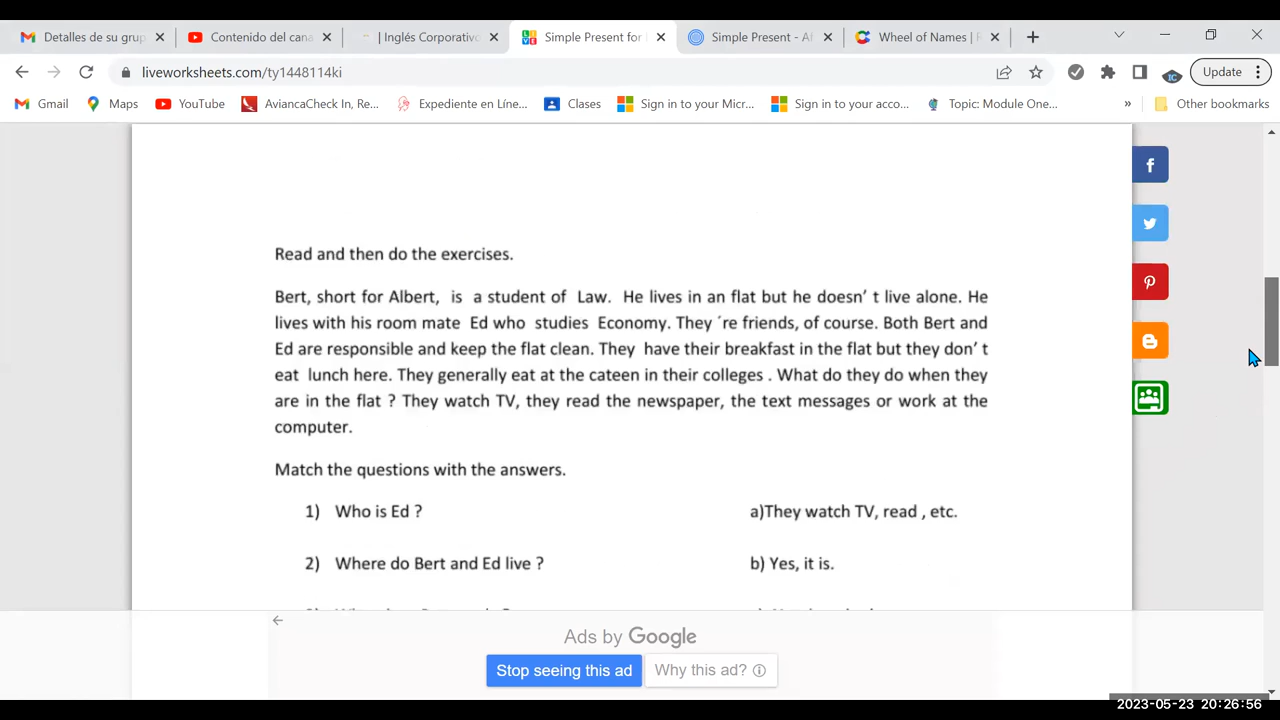 Detalles de su grup
Contenido del cana
| Inglés Corporativo
Simple Present for
Simple Present - Af
Wheel of Names | R
liveworksheets.com/ty1448114ki
Update
Gmail
Maps
YouTube
AviancaCheck In, Re...
Expediente en Líne...
Clases
Sign in to your Micr...
Sign in to your acco...
Topic: Module One...
»
Other bookmarks
Read and then do the exercises.
Bert, short for Albert, is a student of Law. He lives in an flat but he doesn’ t live alone. He
lives with his room mate Ed who studies Economy. They ´re friends, of course. Both Bert and
Ed are responsible and keep the flat clean. They have their breakfast in the flat but they don’ t
eat lunch here. They generally eat at the cateen in their colleges . What do they do when they
are in the flat ? They watch TV, they read the newspaper, the text messages or work at the
computer.
Match the questions with the answers.
1) Who is Ed ?
a)They watch TV, read , etc.
2) Where do Bert and Ed live ?
b) Yes, it is.
Ads by Google
Stop seeing this ad
Why this ad?
2023-05-23 20:26:56